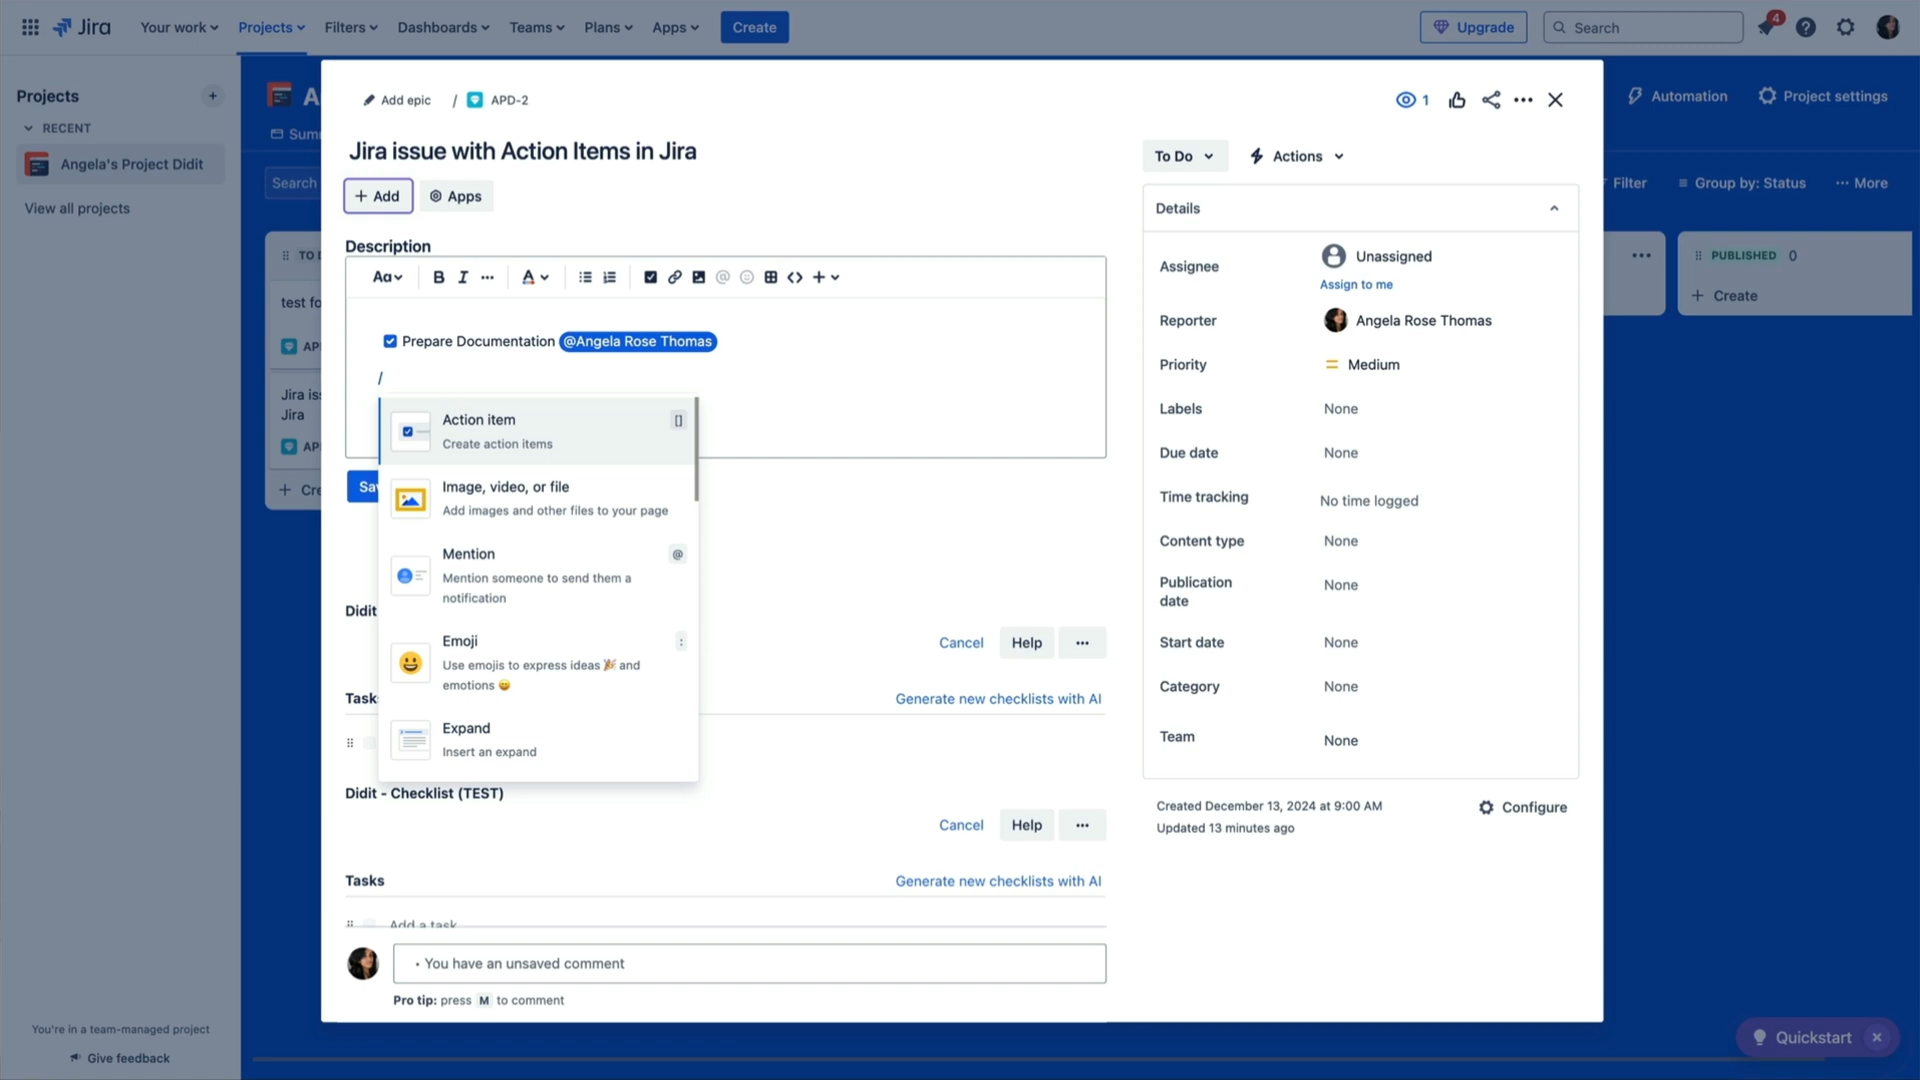 Jira
Your work
Projects
Filters
Dashboards
Teams
Plans
Apps
Create
Upgrade
Search
4
Projects
RECENT
Angela's Project Didit
View all projects
Automation
Project settings
Search
Filter
Group by: Status
More
PUBLISHED 0
Create
Add epic / APD-2
1
Jira issue with Action Items in Jira
Add
Apps
To Do
Actions
Description
Aa
B I
A
Prepare Documentation @Angela Rose Thomas
/
Action item []
Create action items
Image, video, or file
Add images and other files to your page
Mention @
Mention someone to send them a
notification
Emoji :
Use emojis to express ideas 🎉 and
emotions 😄
Expand
Insert an expand
Didit
Cancel Help
Generate new checklists with AI
Didit - Checklist (TEST)
Cancel Help
Tasks
Generate new checklists with AI
Add a task
• You have an unsaved comment
Pro tip: press M to comment
Details
Assignee Unassigned
Assign to me
Reporter Angela Rose Thomas
Priority Medium
Labels None
Due date None
Time tracking No time logged
Content type None
Publication
date None
Start date None
Category None
Team None
Created December 13, 2024 at 9:00 AM
Updated 13 minutes ago
Configure
You're in a team-managed project
Give feedback
Quickstart